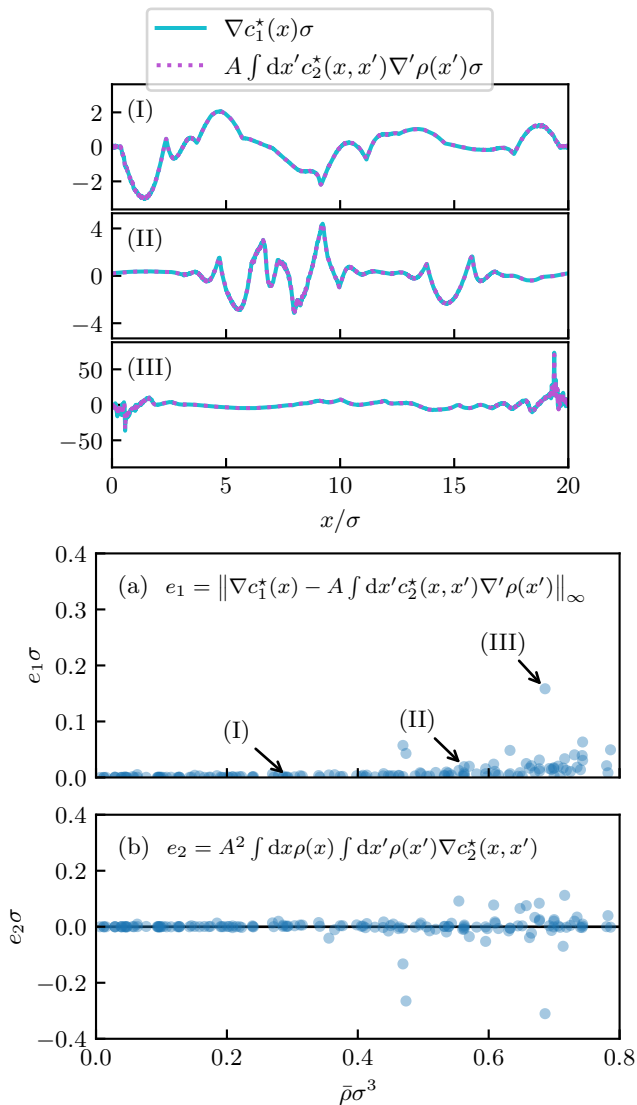 ∇c₁⋆(x)σ
A ∫ dx′c₂⋆(x, x′)∇′ρ(x′)σ
(I)
2
0
−2
(II)
4
0
−4
(III)
50
0
−50
0 5 10 15 20
x/σ
(a) e₁ = ‖∇c₁⋆(x) − A ∫ dx′c₂⋆(x, x′)∇′ρ(x′)‖∞
0.4
0.3
0.2
0.1
0.0
e₁σ
(III)
(II)
(I)
(b) e₂ = A² ∫ dxρ(x) ∫ dx′ρ(x′)∇c₂⋆(x, x′)
0.4
0.2
0.0
−0.2
−0.4
e₂σ
0.0 0.2 0.4 0.6 0.8
ρ̄σ³